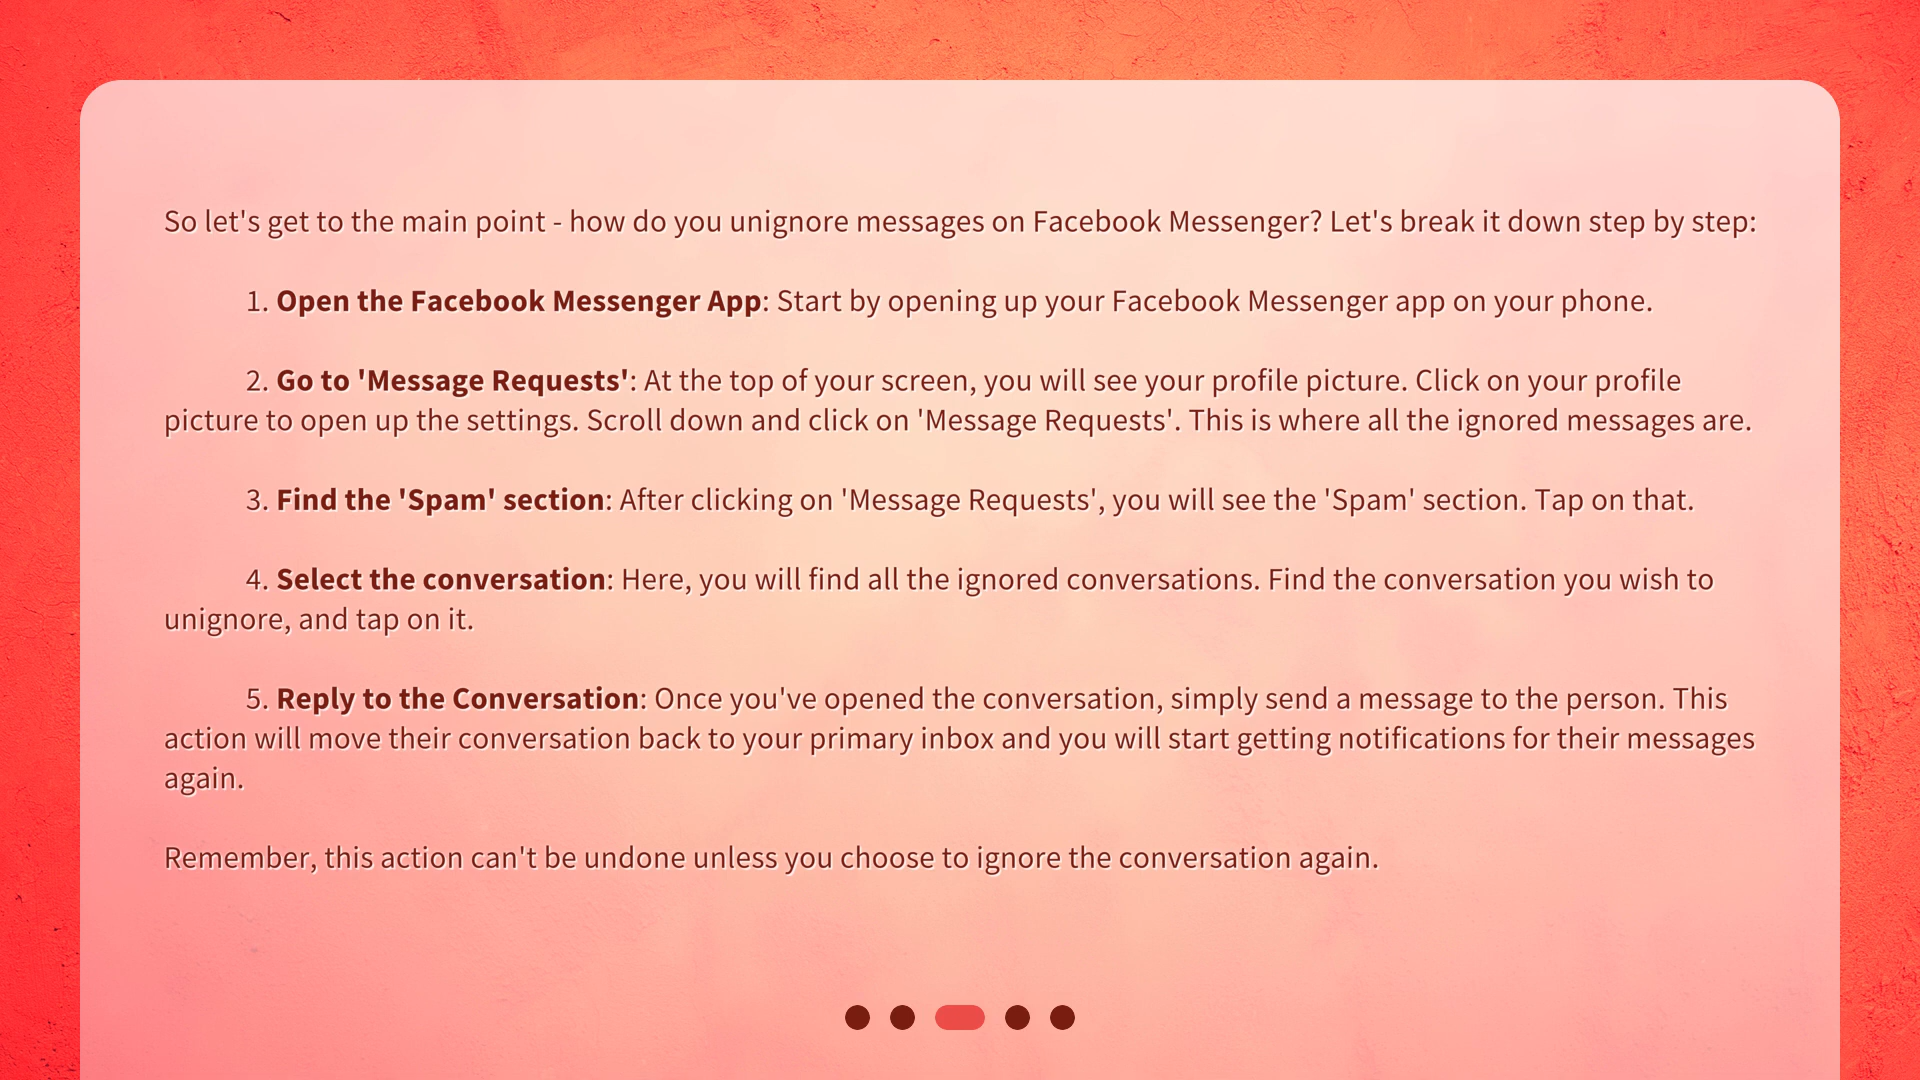 So let's get to the main point - how do you unignore messages on Facebook Messenger? Let's break it down step by step:
1. Open the Facebook Messenger App: Start by opening up your Facebook Messenger app on your phone.
2. Go to 'Message Requests': At the top of your screen, you will see your profile picture. Click on your profile
picture to open up the settings. Scroll down and click on 'Message Requests'. This is where all the ignored messages are.
3. Find the 'Spam' section: After clicking on 'Message Requests', you will see the 'Spam' section. Tap on that.
4. Select the conversation: Here, you will find all the ignored conversations. Find the conversation you wish to
unignore, and tap on it.
5. Reply to the Conversation: Once you've opened the conversation, simply send a message to the person. This
action will move their conversation back to your primary inbox and you will start getting notifications for their messages
again.
Remember, this action can't be undone unless you choose to ignore the conversation again.